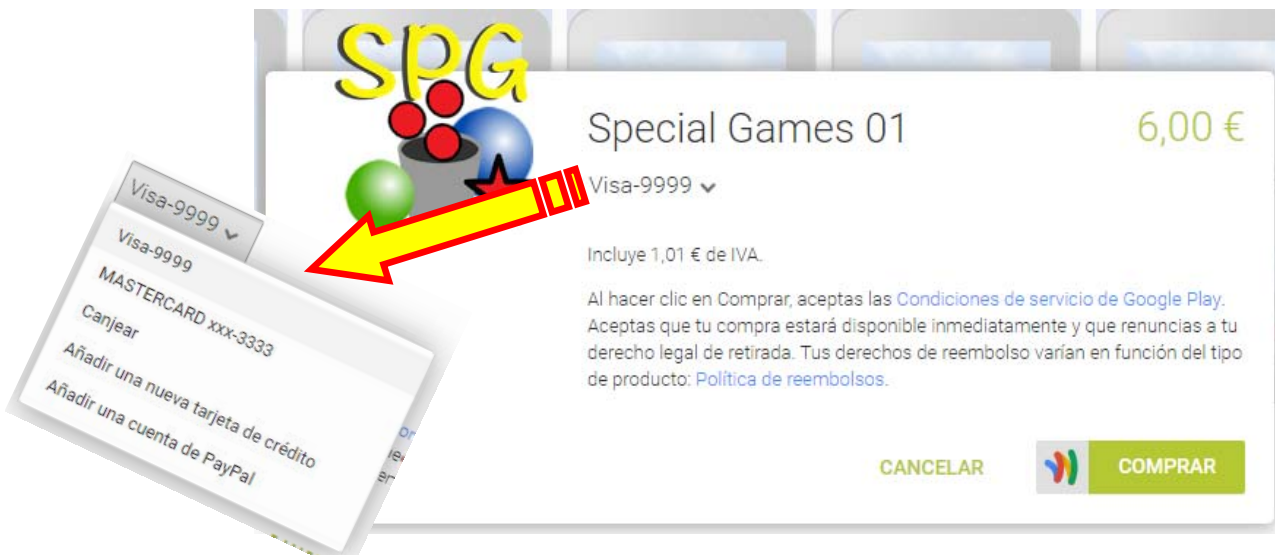 SPG
Special Games 01
6,00 €
Visa-9999
Incluye 1,01 € de IVA.
Al hacer clic en Comprar, aceptas las Condiciones de servicio de Google Play.
Aceptas que tu compra estará disponible inmediatamente y que renuncias a tu
derecho legal de retirada. Tus derechos de reembolso varían en función del tipo
de producto: Política de reembolsos.
CANCELAR
COMPRAR
Visa-9999
Visa-9999
MASTERCARD xxx-3333
Canjear
Añadir una nueva tarjeta de crédito
Añadir una cuenta de PayPal